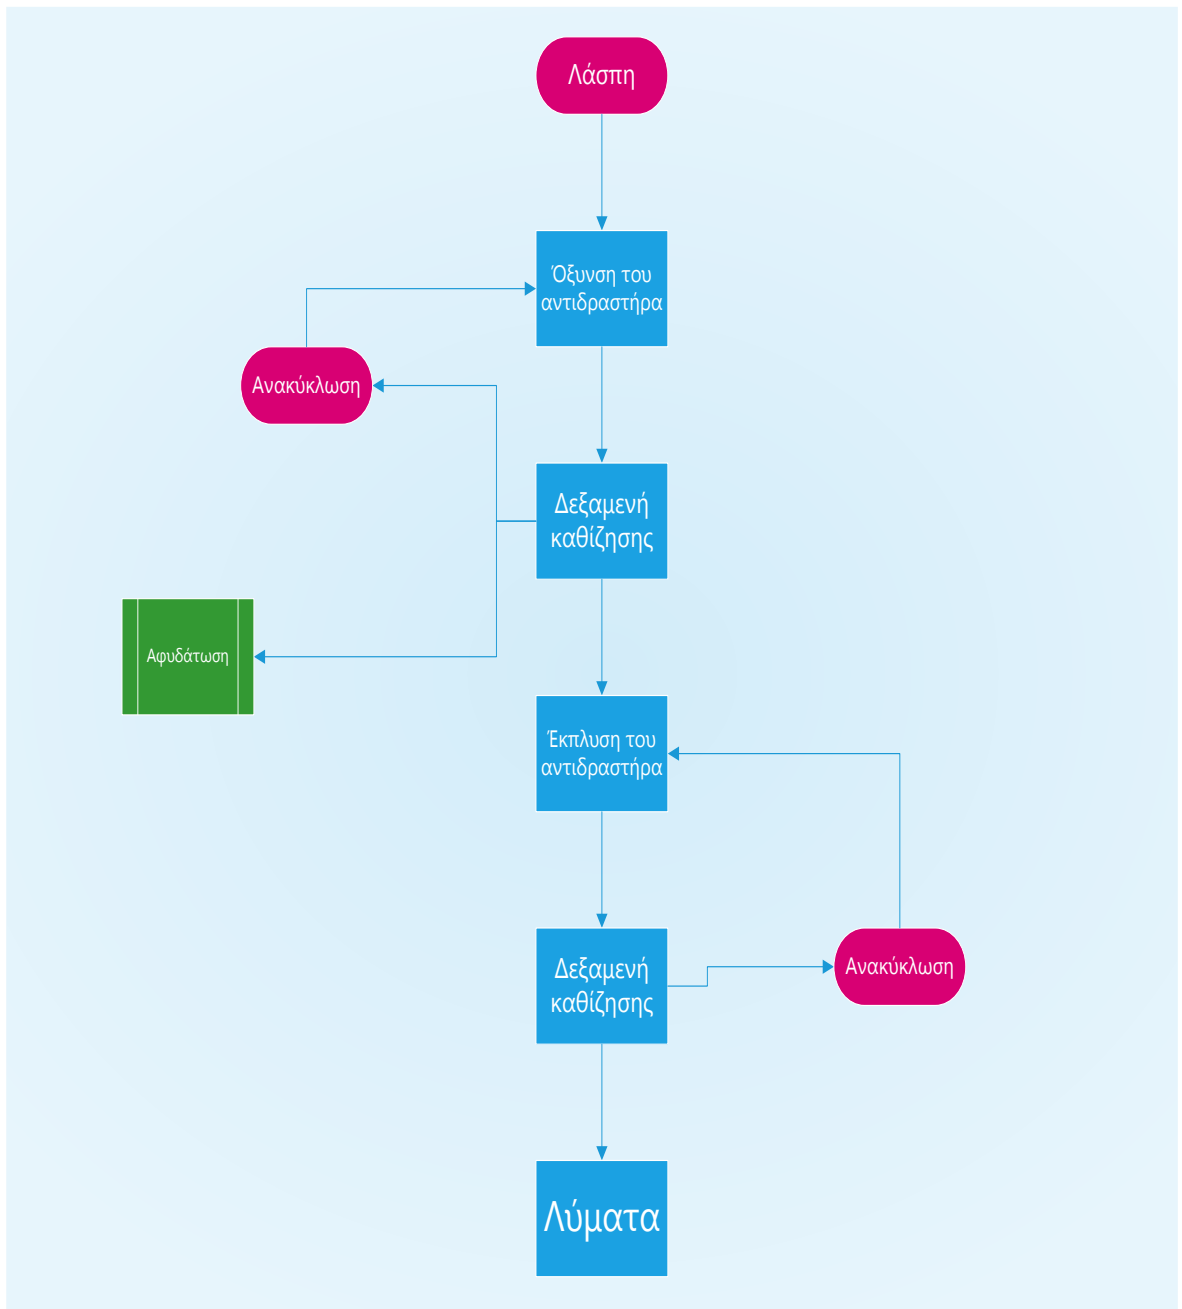 Λάσπη
Όξυνση του
αντιδραστήρα
Ανακύκλωση
Δεξαμενή
καθίζησης
Αφυδάτωση
Έκπλυση του
αντιδραστήρα
Δεξαμενή
καθίζησης
Ανακύκλωση
Λύματα